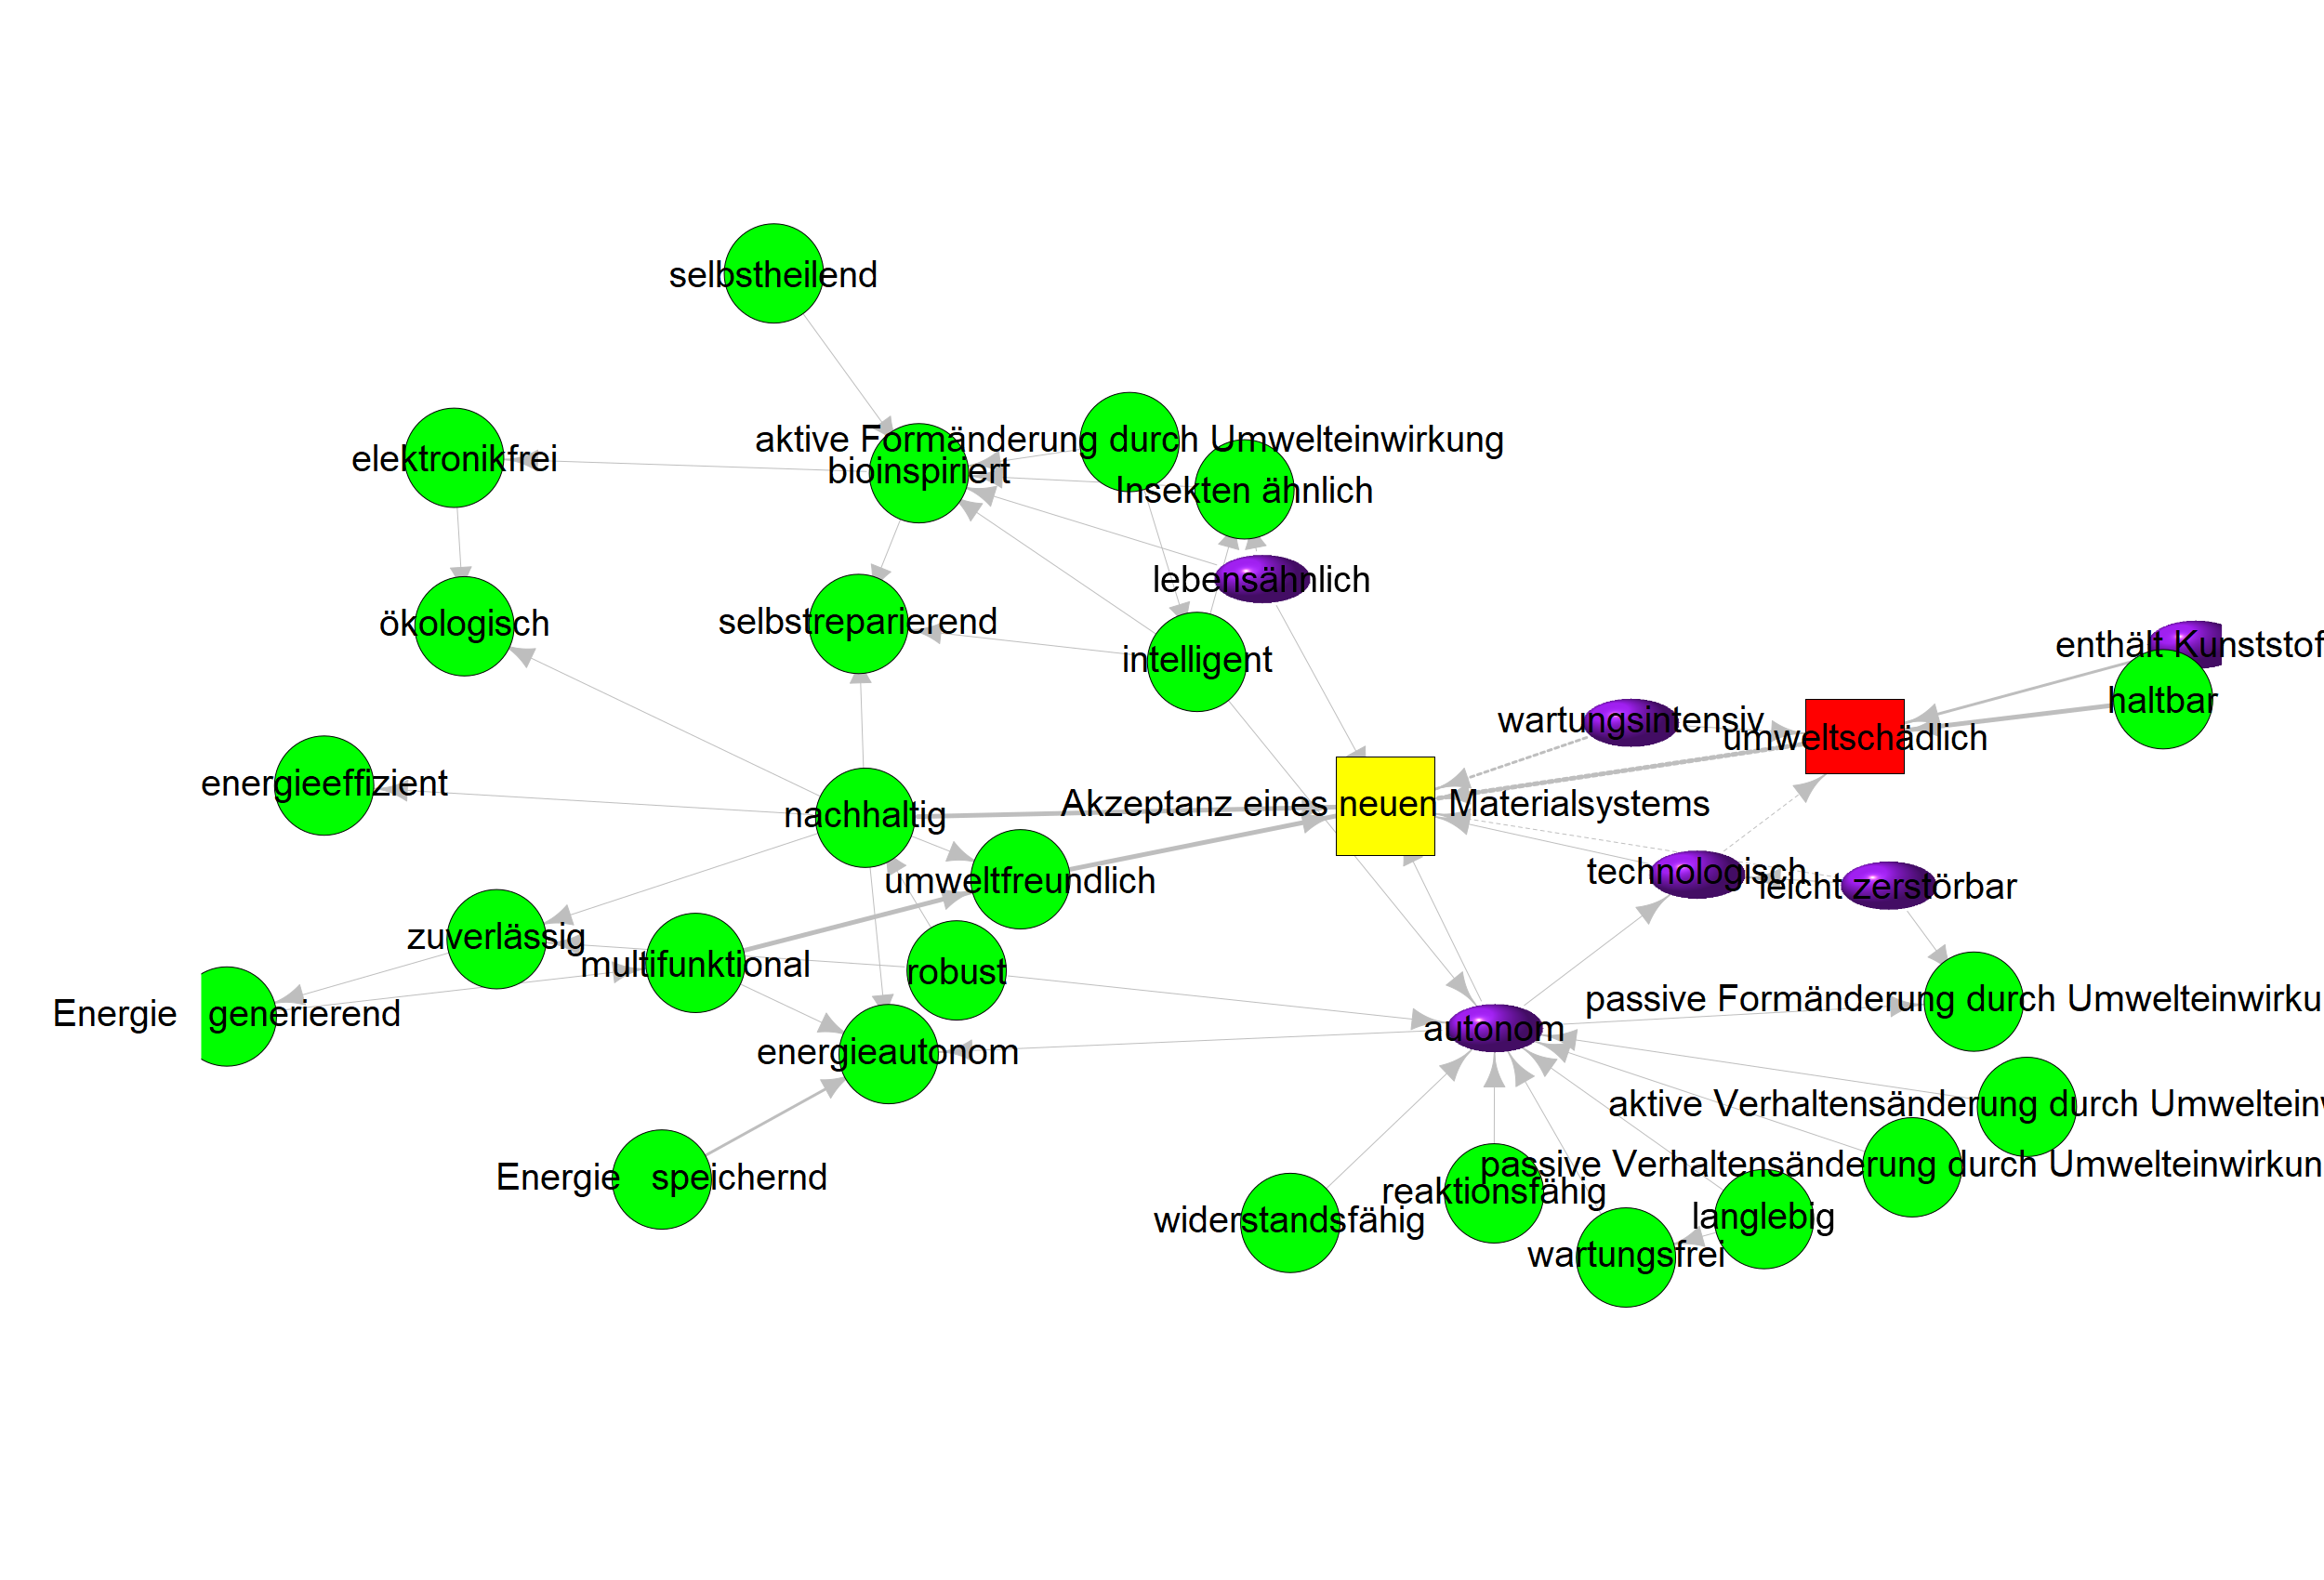 selbstheilend
aktive Formänderung durch Umwelteinwirkung
elektronikfrei
bioinspiriert
Insekten ähnlich
lebensähnlich
ökologisch
selbstreparierend
intelligent
enthält Kunststof
haltbar
wartungsintensiv
umweltschädlich
energieeffizient
nachhaltig
Akzeptanz eines neuen Materialsystems
technologisch
leicht zerstörbar
umweltfreundlich
zuverlässig
multifunktional
robust
passive Formänderung durch Umwelteinwirku
Energie generierend
autonom
energieautonom
aktive Verhaltensänderung durch Umweltein
passive Verhaltensänderung durch Umwelteinwirkun
Energie speichernd
reaktionsfähig
widerstandsfähig
langlebig
wartungsfrei